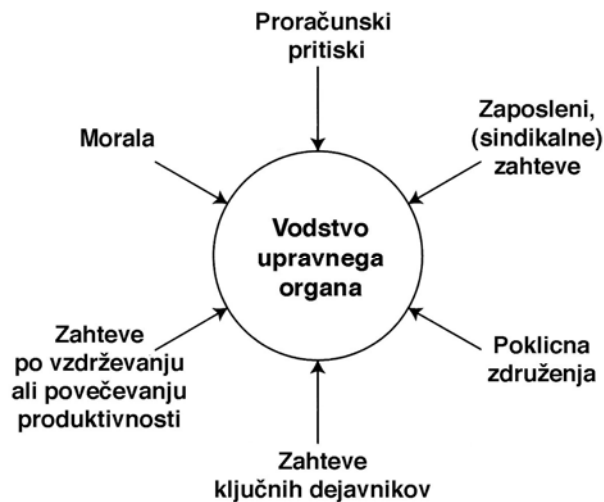 Proračunski
pritiski
Zaposleni,
(sindikalne)
zahteve
Morala
Vodstvo
upravnega
organa
Zahteve
po vzdrževanju
ali povečevanju
produktivnosti
Poklicna
združenja
Zahteve
ključnih dejavnikov